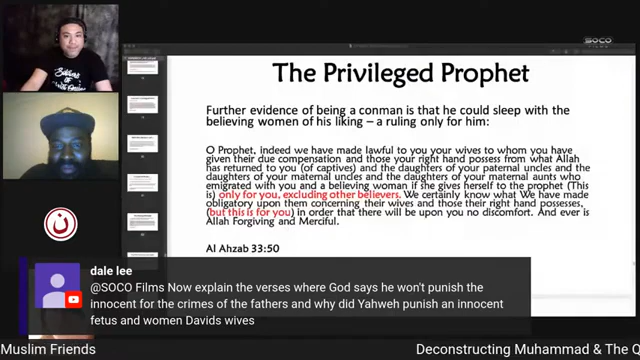 SOCO
The Privileged Prophet
Further evidence of being a conman is that he could sleep with the
believing women of his liking – a ruling only for him:
O Prophet, indeed we have made lawful to you your wives to whom you have
given their due compensation and those your right hand possess from what Allah
has returned to you (of captives) and the daughters of your paternal uncles and the
daughters of your maternal uncles and the daughters of your maternal aunts who
emigrated with you and a believing woman if she gives herself to the prophet (This
is) only for you, excluding other believers. We certainly know what We have made
obligatory upon them concerning their wives and those their right hand possesses,
(but this is for you) in order that there will be upon you no discomfort. And ever is
Allah Forgiving and Merciful.
Al Ahzab 33:50
ن
dale lee
@SOCO Films Now explain the verses where God says he won't punish the
innocent for the crimes of the fathers and why did Yahweh punish an innocent
fetus and women Davids wives
Muslim Friends
Deconstructing Muhammad & The Q